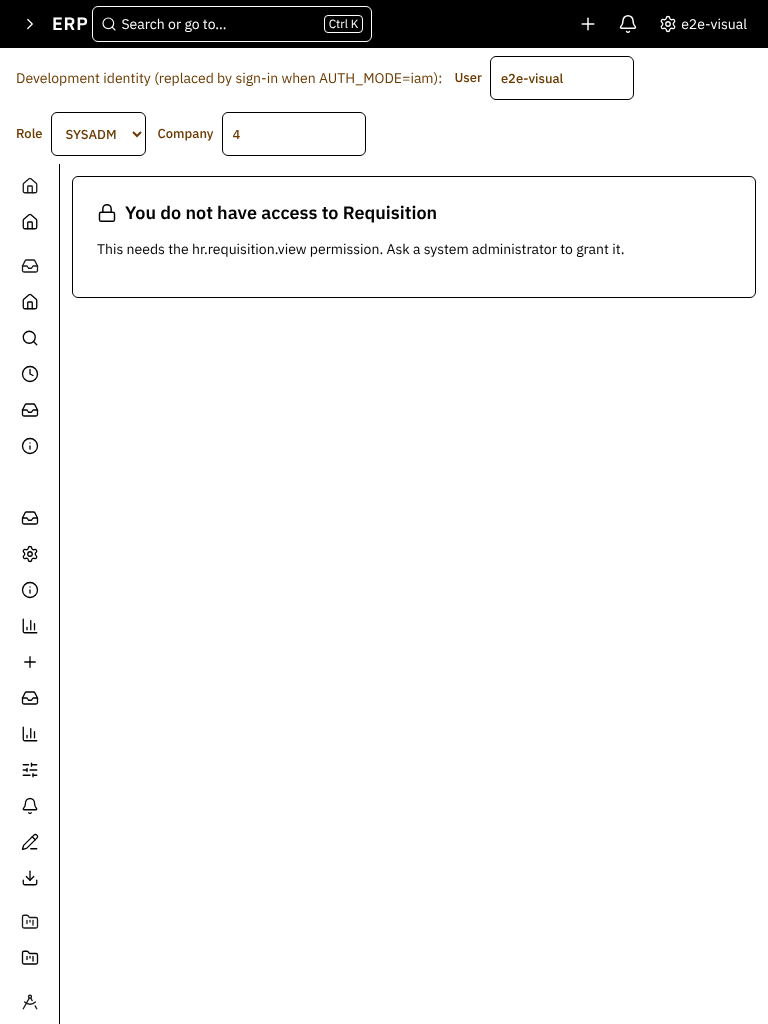 ERP
Search or go to...
Ctrl K
e2e-visual
Development identity (replaced by sign-in when AUTH_MODE=iam):
User
e2e-visual
Role
SYSADM
Company
4
You do not have access to Requisition
This needs the hr.requisition.view permission. Ask a system administrator to grant it.